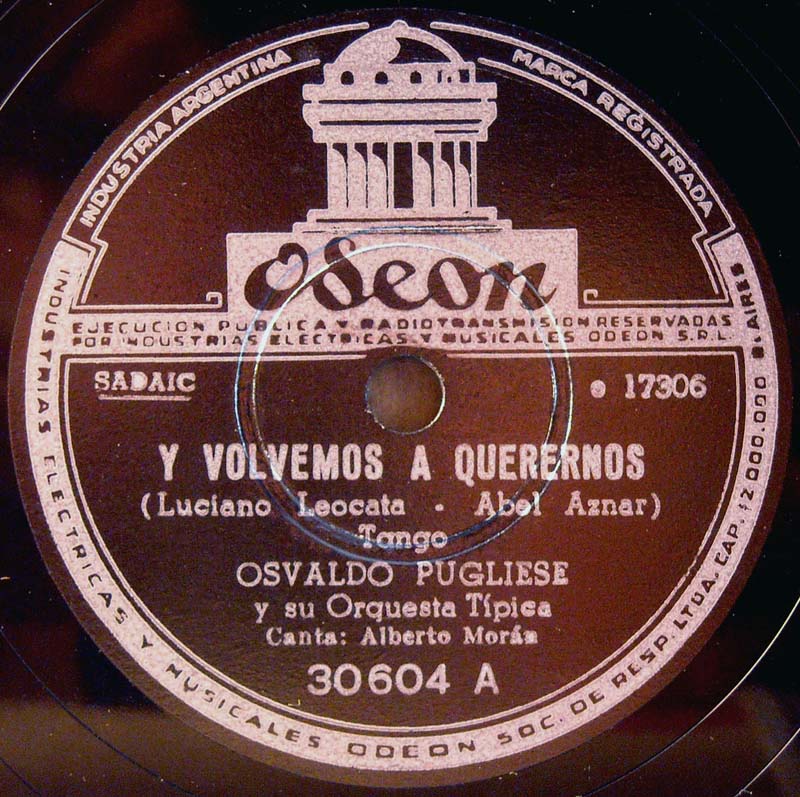 INDUSTRIA ARGENTINA
MARCA REGISTRADA
Odeon
EJECUCION PUBLICA Y RADIOTRANSMISION RESERVADAS
POR INDUSTRIAS ELECTRICAS Y MUSICALES ODEON S.R.L.
SADAIC
e 17306
Y VOLVEMOS A QUERERNOS
(Luciano Leocata - Abel Aznar)
Tango
OSVALDO PUGLIESE
y su Orquesta Típica
Canta: Alberto Morán
30604 A
INDUSTRIAS ELECTRICAS Y MUSICALES ODEON SOC. DE RESP. LTDA. CAP. $2.000.000 B. AIRES